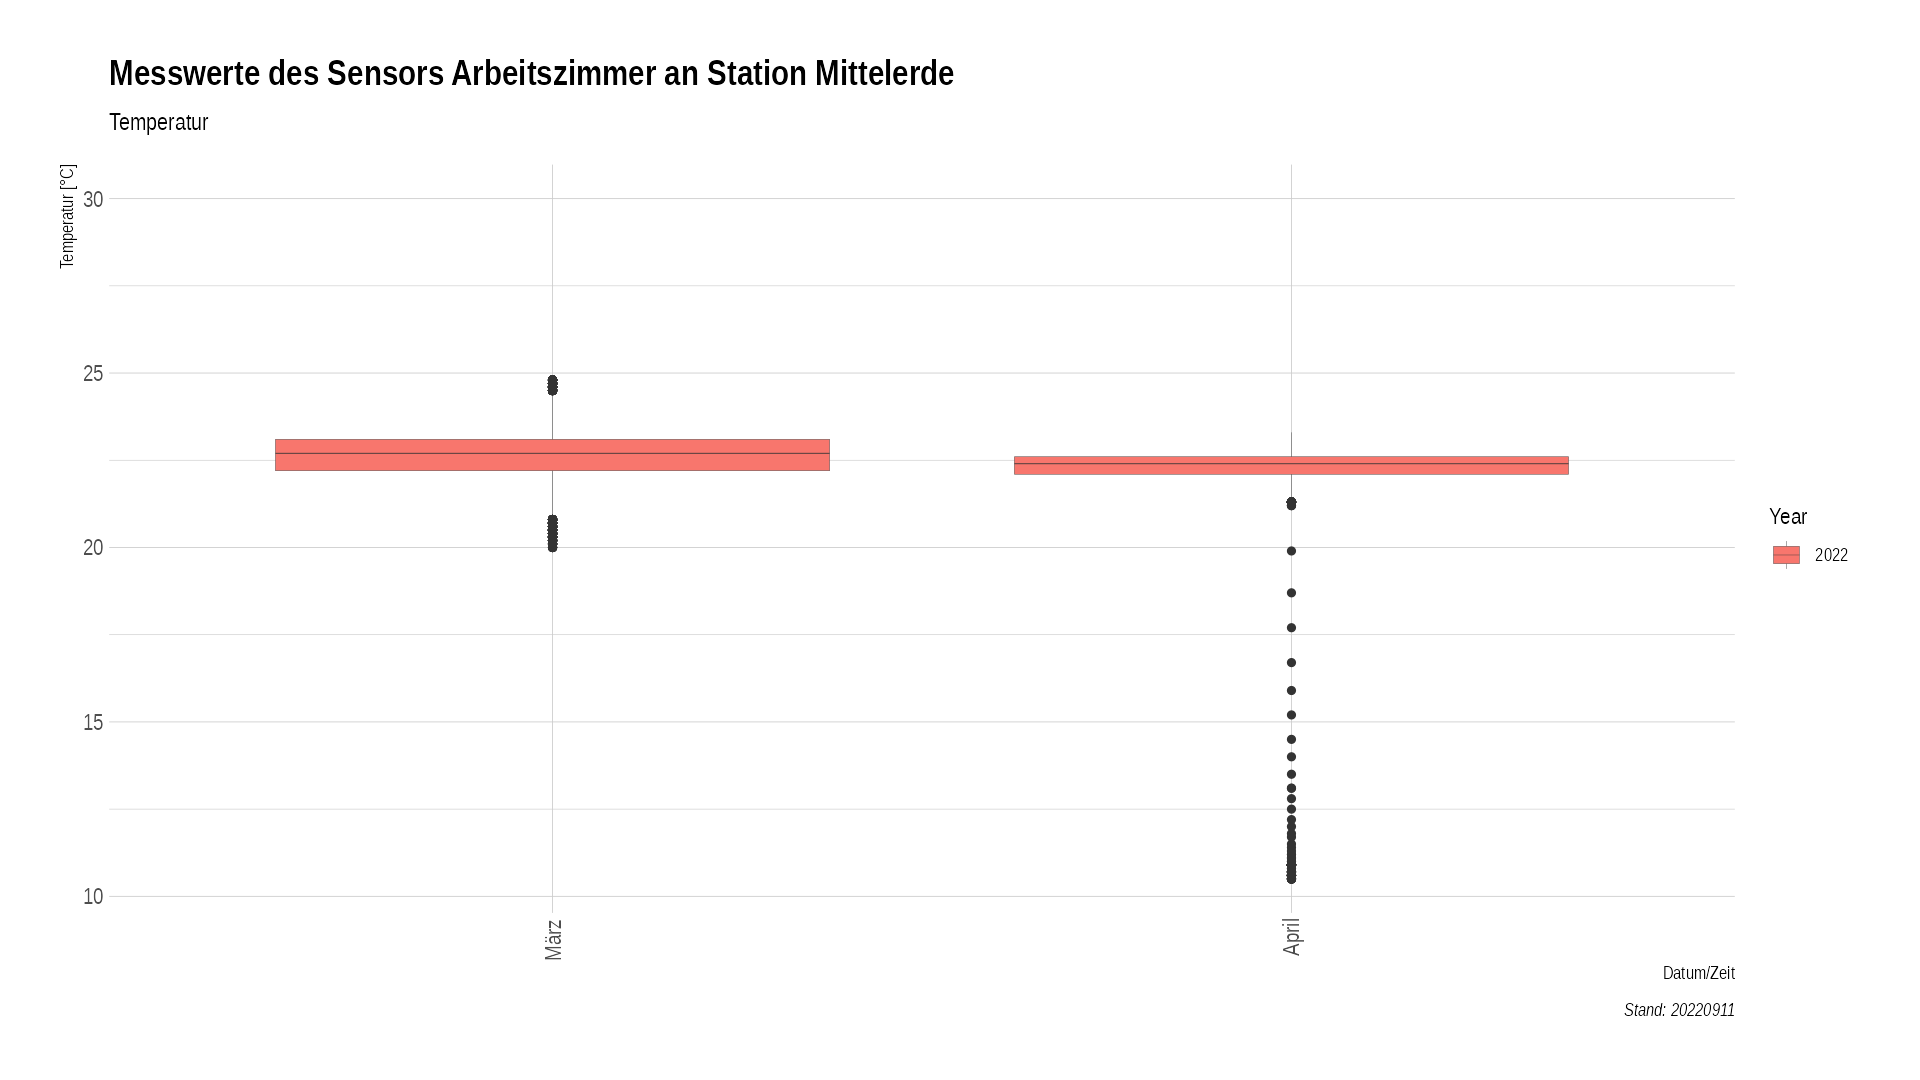 Messwerte des Sensors Arbeitszimmer an Station Mittelerde
Temperatur
Temperatur [°C]
30
25
20
15
10
März
April
Datum/Zeit
Stand: 20220911
Year
2022